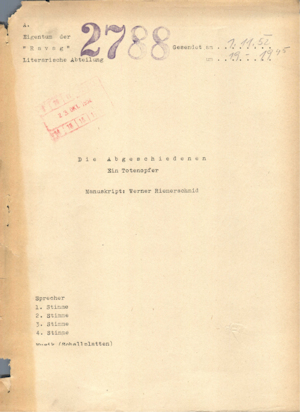 A.
Eigentum der 2788 Gesendet am
"Ravag"
Literarische Abteilung
Die Abgeschiedenen
Ein Totenopfer
Manuskript: Werner Riemerschmid
Sprecher
1. Stimme
2. Stimme
3. Stimme
4. Stimme
Musik (Schallplatten)